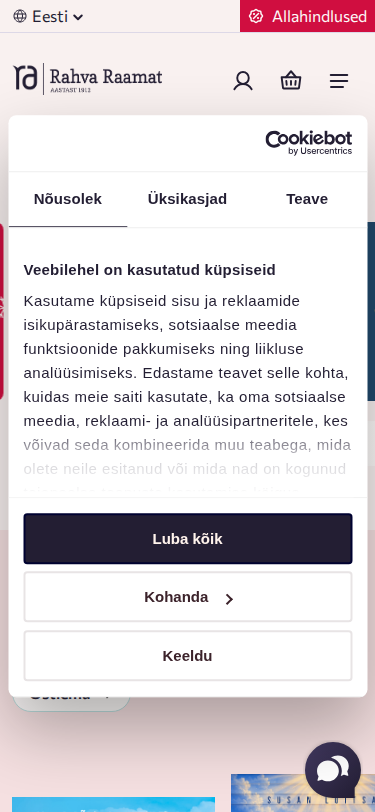 Eesti
Allahindlused
ra Rahva Raamat
AASTAST 1912
Cookiebot
by Usercentrics
Nõusolek Üksikasjad Teave
Veebilehel on kasutatud küpsiseid
Kasutame küpsiseid sisu ja reklaamide
isikupärastamiseks, sotsiaalse meedia
funktsioonide pakkumiseks ning liikluse
analüüsimiseks. Edastame teavet selle kohta,
kuidas meie saiti kasutate, ka oma sotsiaalse
meedia, reklaami- ja analüüsipartneritele, kes
võivad seda kombineerida muu teabega, mida
olete neile esitanud või mida nad on kogunud
Luba kõik
Kohanda
Keeldu